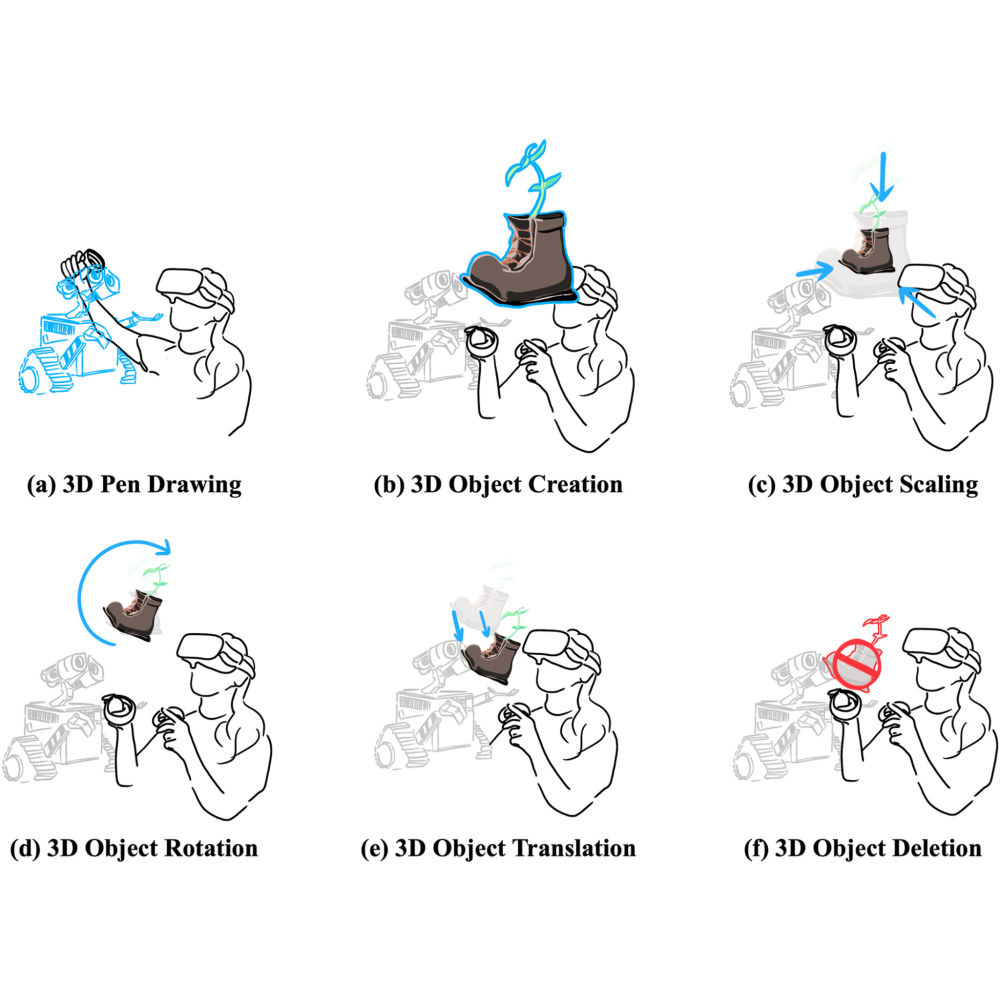 (a) 3D Pen Drawing
(b) 3D Object Creation
(c) 3D Object Scaling
(d) 3D Object Rotation
(e) 3D Object Translation
(f) 3D Object Deletion